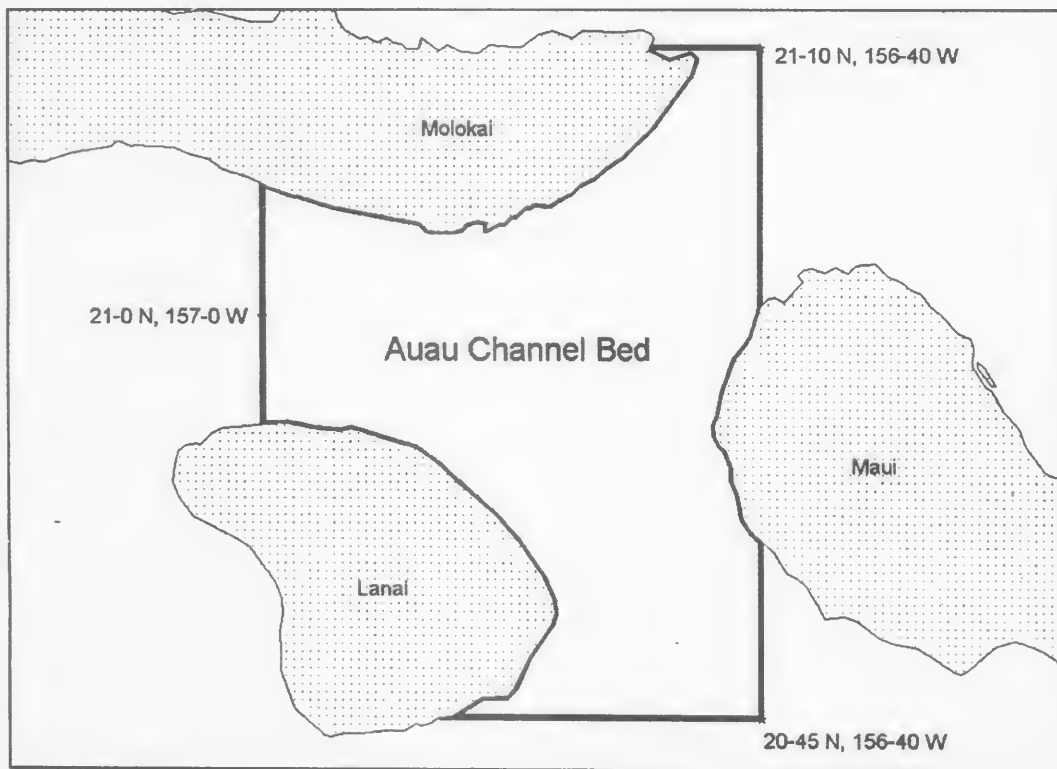 21-10 N, 156-40 W
Molokai
21-0 N, 157-0 W
Auau Channel Bed
Maui
Lanai
20-45 N, 156-40 W